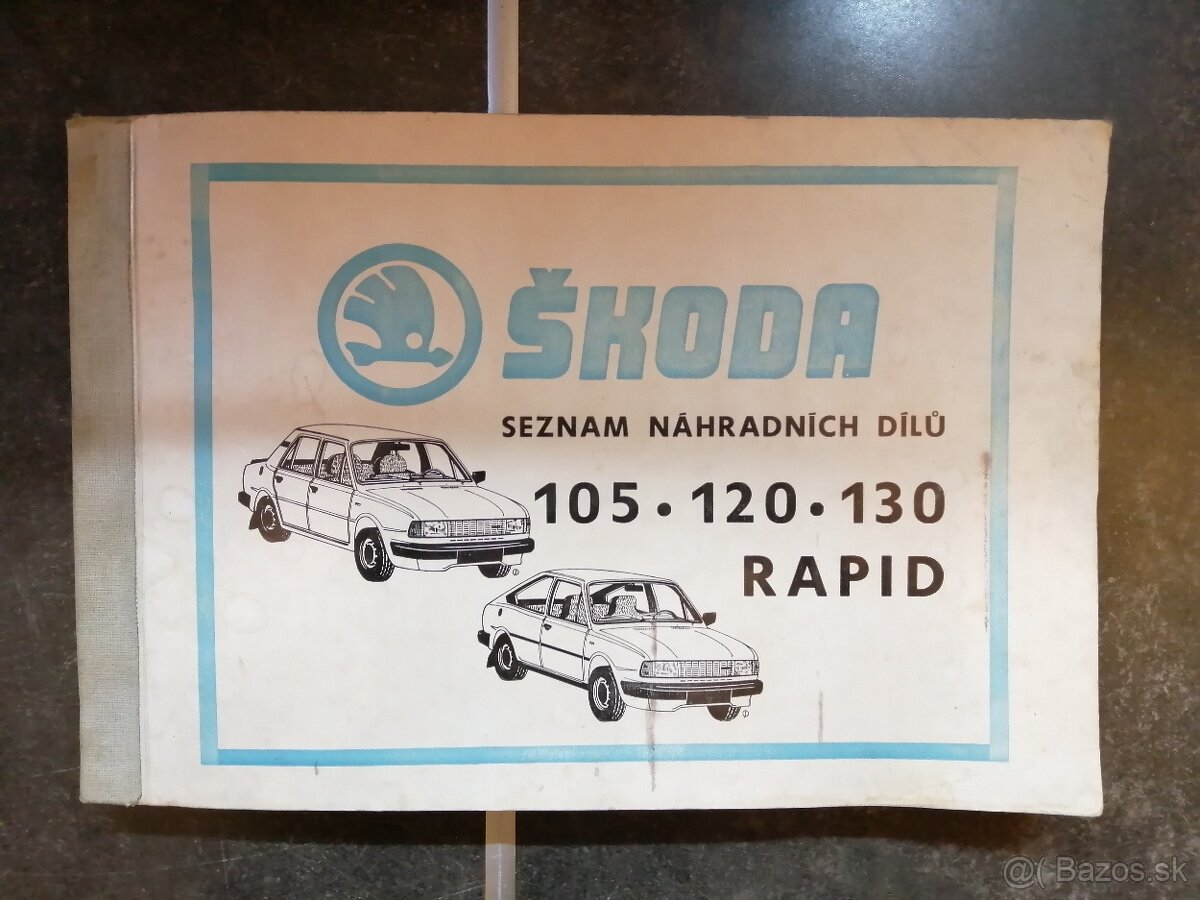 ŠKODA
SEZNAM NÁHRADNÍCH DÍLŮ
105 • 120 • 130
RAPID
@( Bazos.sk